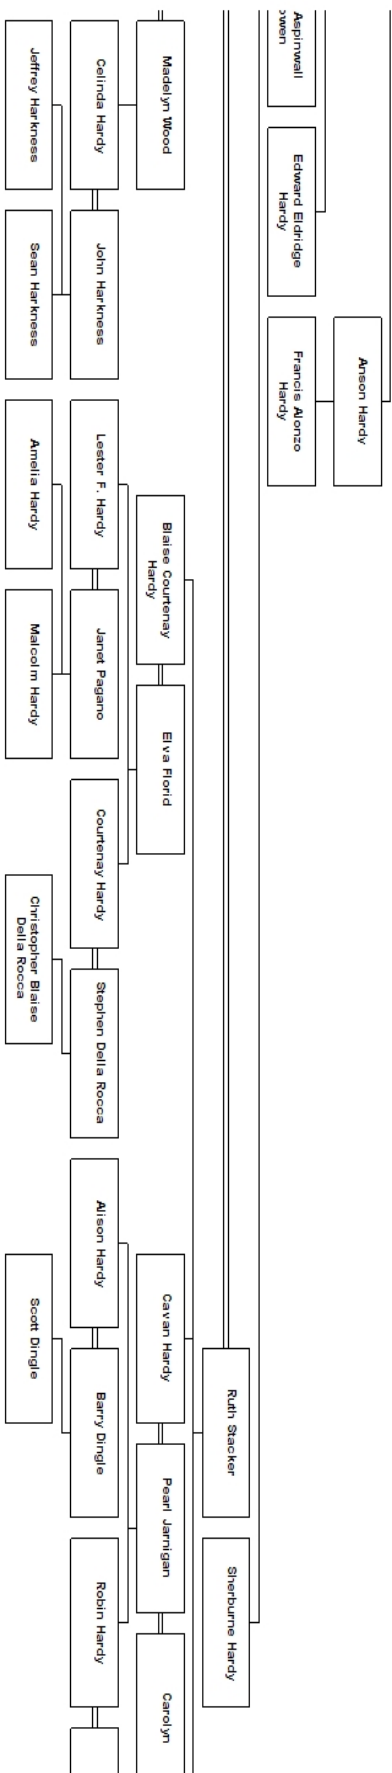 Anson Hardy
Aspinwall
Edward Eldridge
Hardy
Francis Alonzo
Hardy
Ruth Stacker
Sherburne Hardy
Madelyn Wood
Blaise Courtenay
Hardy
Elva Florid
Cavan Hardy
Pearl Jarnigan
Carolyn
Celinda Hardy
John Harkness
Lester F. Hardy
Janet Pagano
Courtenay Hardy
Stephen Della Rocca
Alison Hardy
Barry Dingle
Robin Hardy
Jeffrey Harkness
Sean Harkness
Amelia Hardy
Malcolm Hardy
Christopher Blaise
Della Rocca
Scott Dingle